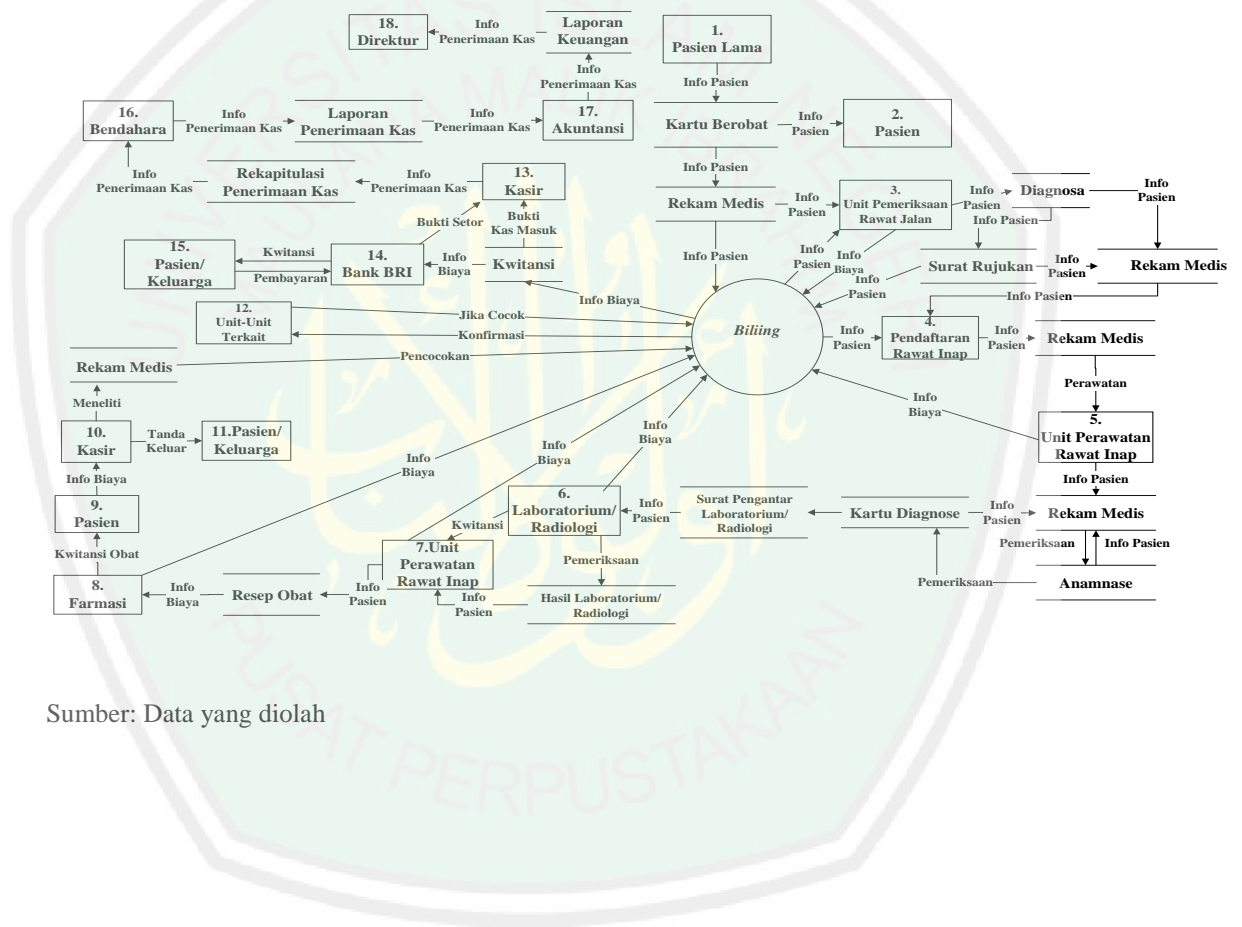 18.
Direktur
Info
Penerimaan Kas
Laporan
Keuangan
1.
Pasien Lama
Info
Penerimaan Kas
Info Pasien
16.
Bendahara
Info
Penerimaan Kas
Laporan
Penerimaan Kas
Info
Penerimaan Kas
17.
Akuntansi
Kartu Berobat
Info
Pasien
2.
Pasien
Info
Penerimaan Kas
Rekapitulasi
Penerimaan Kas
Info
Penerimaan Kas
13.
Kasir
Info Pasien
Rekam Medis
Info
Pasien
3.
Unit Pemeriksaan
Rawat Jalan
Info
Pasien
Diagnosa
Info
Pasien
Info Pasien
Bukti Setor
Bukti
Kas Masuk
15.
Pasien/
Keluarga
Kwitansi
Pembayaran
14.
Bank BRI
Info
Biaya
Kwitansi
Info Pasien
Info
Pasien
Info
Biaya
Info
Pasien
Surat Rujukan
Info
Pasien
Rekam Medis
Info Biaya
Info Pasien
12.
Unit-Unit
Terkait
Jika Cocok
Konfirmasi
Biliing
Info
Pasien
4.
Pendaftaran
Rawat Inap
Info
Pasien
Rekam Medis
Rekam Medis
Pencocokan
Perawatan
Meneliti
Info
Biaya
10.
Kasir
Tanda
Keluar
11.Pasien/
Keluarga
Info
Biaya
Info
Biaya
Info
Biaya
5.
Unit Perawatan
Rawat Inap
Info Biaya
Info Pasien
9.
Pasien
6.
Laboratorium/
Radiologi
Info
Pasien
Surat Pengantar
Laboratorium/
Radiologi
Kartu Diagnose
Info
Pasien
Rekam Medis
Kwitansi
Kwitansi Obat
7.Unit
Perawatan
Rawat Inap
Pemeriksaan
Pemeriksaan
Info Pasien
8.
Farmasi
Info
Biaya
Resep Obat
Info
Pasien
Info
Pasien
Hasil Laboratorium/
Radiologi
Pemeriksaan
Anamnase
Sumber: Data yang diolah
PUSAT PERPUSTAKAAN